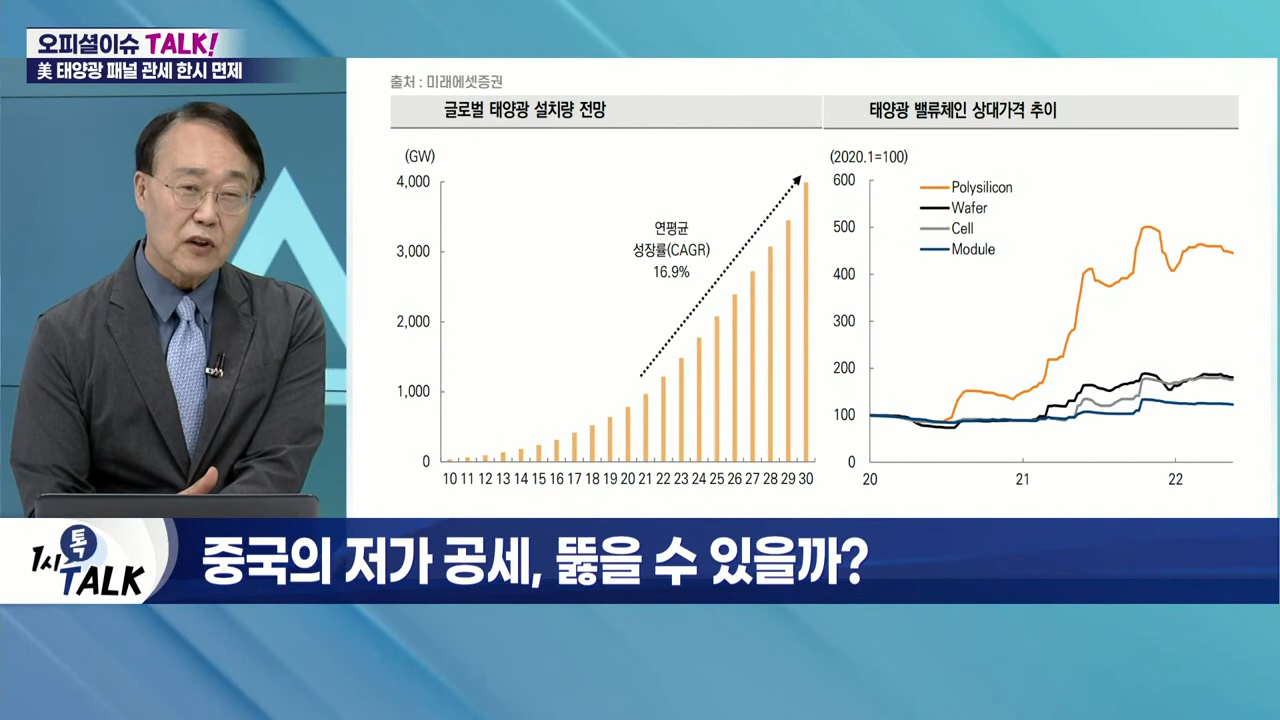 오피셜이슈 TALK!
美 태양광 패널 관세 한시 면제
출처 : 미래에셋증권
글로벌 태양광 설치량 전망
(GW)
4,000
3,000
2,000
1,000
0
연평균
성장률(CAGR)
16.9%
10 11 12 13 14 15 16 17 18 19 20 21 22 23 24 25 26 27 28 29 30
태양광 밸류체인 상대가격 추이
(2020.1=100)
600
500
400
300
200
100
0
Polysilicon
Wafer
Cell
Module
20 21 22
1시 톡
TALK
중국의 저가 공세, 뚫을 수 있을까?